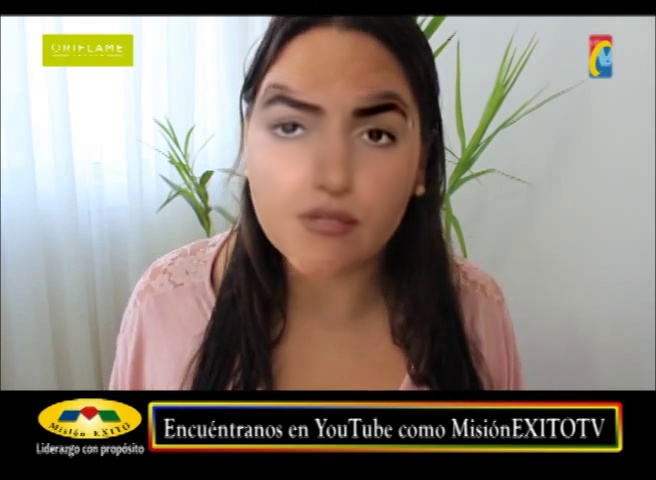 ORIFLAME
Misión EXITO
Liderazgo con propósito
Encuéntranos en YouTube como MisiónEXITOTV